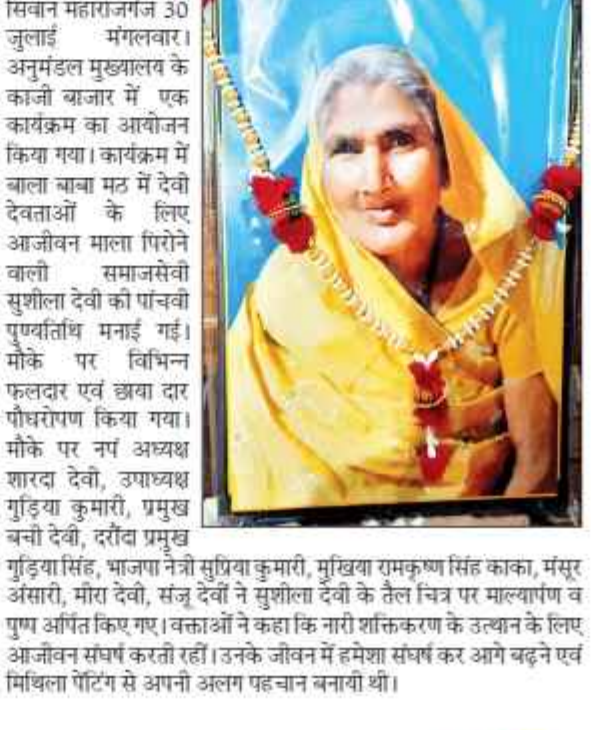 सिवान महाराजगंज 30
जुलाई मंगलवार।
अनुमंडल मुख्यालय के
काजी बाजार में एक
कार्यक्रम का आयोजन
किया गया। कार्यक्रम में
बाला बाबा मठ में देवी
देवताओं के लिए
आजीवन माला पिरोने
वाली समाजसेवी
सुशीला देवी की पांचवी
पुण्यतिथि मनाई गई।
मौके पर विभिन्न
फलदार एवं छाया दार
पौधरोपण किया गया।
मौके पर नपं अध्यक्ष
शारदा देवी, उपाध्यक्ष
गुड़िया कुमारी, प्रमुख
बची देवी, दरौंदा प्रमुख
गुड़िया सिंह, भाजपा नेत्री सुप्रिया कुमारी, मुखिया रामकृष्ण सिंह काका, मंसूर
अंसारी, मीरा देवी, संजू देवी ने सुशीला देवी के तैल चित्र पर माल्यार्पण व
पुष्प अर्पित किए गए। वक्ताओं ने कहा कि नारी शक्तिकरण के उत्थान के लिए
आजीवन संघर्ष करती रहीं। उनके जीवन में हमेशा संघर्ष कर आगे बढ़ने एवं
मिथिला पेंटिंग से अपनी अलग पहचान बनायी थी।